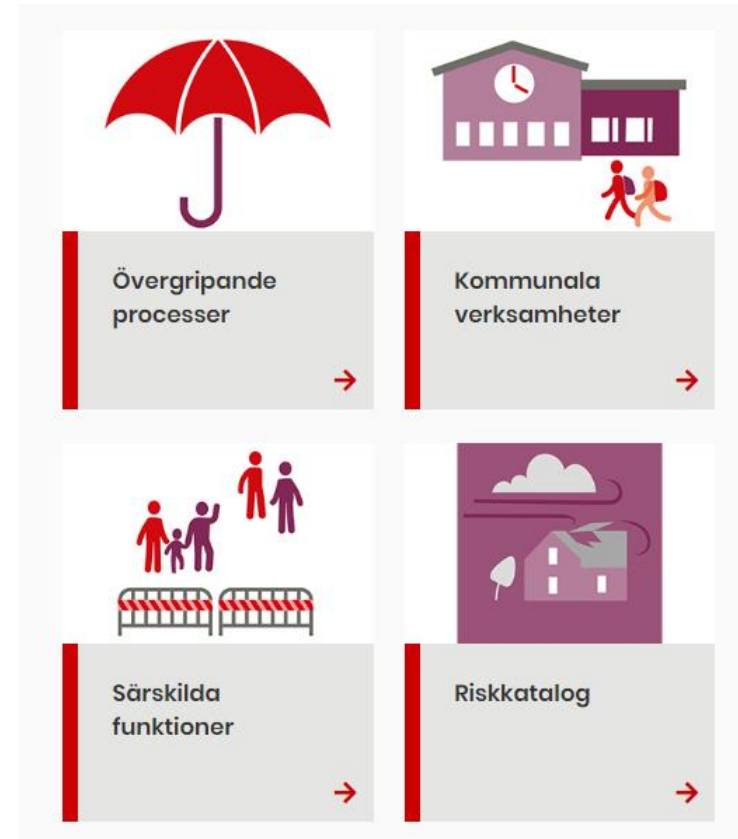 Övergripande
processer
Kommunala
verksamheter
Särskilda
funktioner
Riskkatalog